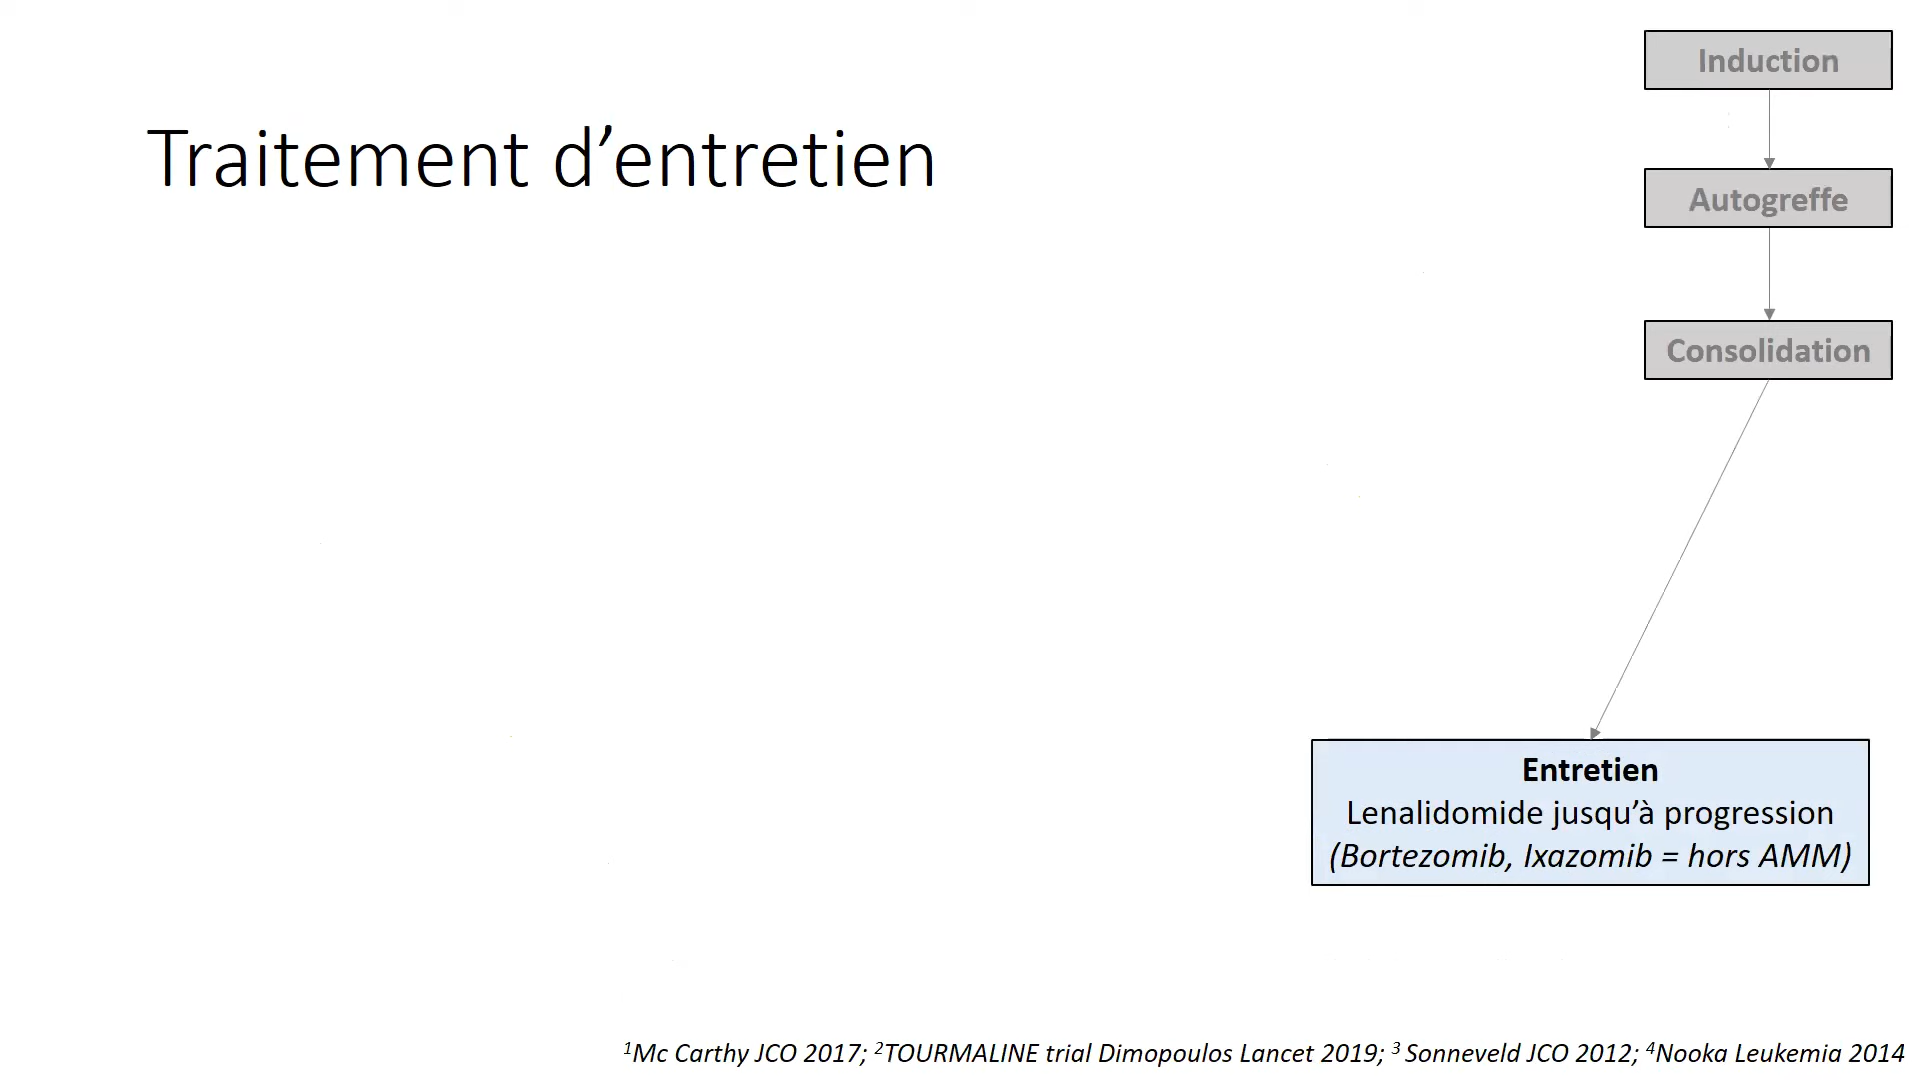 Induction
Traitement d’entretien
Autogreffe
Consolidation
Entretien
Lenalidomide jusqu’à progression
(Bortezomib, Ixazomib = hors AMM)
¹Mc Carthy JCO 2017; ²TOURMALINE trial Dimopoulos Lancet 2019; ³ Sonneveld JCO 2012; ⁴Nooka Leukemia 2014